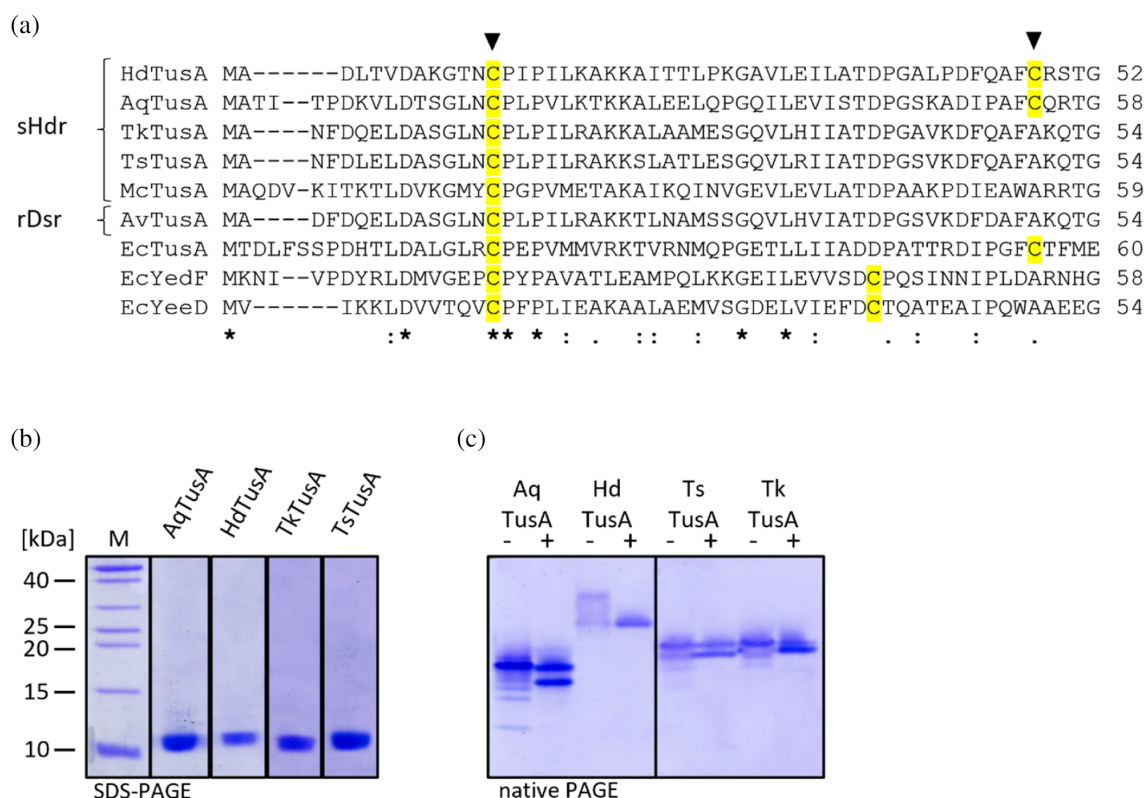 (a)
HdTusA MA------DLTVDAKGTNCPIPILKAKKAITTLPKGAVLEILATDPGALPDFQAFCRSTG 52
AqTusA MATI--TPDKVLDTSGLNCPLPVLKTKKALEELQPGQILEVISTDPGSKADIPAFCQRTG 58
sHdr
TkTusA MA----NFDQELDASGLNCPLPILRAKKALAAMESGQVLHIIATDPGAVKDFQAFAKQTG 54
TsTusA MA----NFDLELDASGLNCPLPILRAKKSLATLESGQVLRIIATDPGSVKDFQAFAKQTG 54
McTusA MAQDV-KITKTLDVKGMYCPGPVMETAKAIKQINVGEVLEVLATDPAAKPDIEAWARRTG 59
rDsr AvTusA MA----DFDQELDASGLNCPLPILRAKKTLNAMSSGQVLHVIATDPGSVKDFDAFAKQTG 54
EcTusA MTDLFSSPDHTLDALGLRCPEPVMMVRKTVRNMQPGETLLIIADDPATTRDIPGFCTFME 60
EcYedF MKNI--VPDYRLDMVGEPCPYPAVATLEAMPQLKKGEILEVVSDCPQSINNIPLDARNHG 58
EcYeeD MV------IKKLDVVTQVCPFPLIEAKAALAEMVSGDELVIEFDCTQATEAIPQWAAEEG 54
* :* ** *: . :: : * * : . : : .
(b)
AqTusA HdTusA TkTusA TsTusA
[kDa] M
40
25
20
15
10
SDS-PAGE
(c)
Aq Hd Ts Tk
TusA TusA TusA TusA
- + - + - + - +
native PAGE